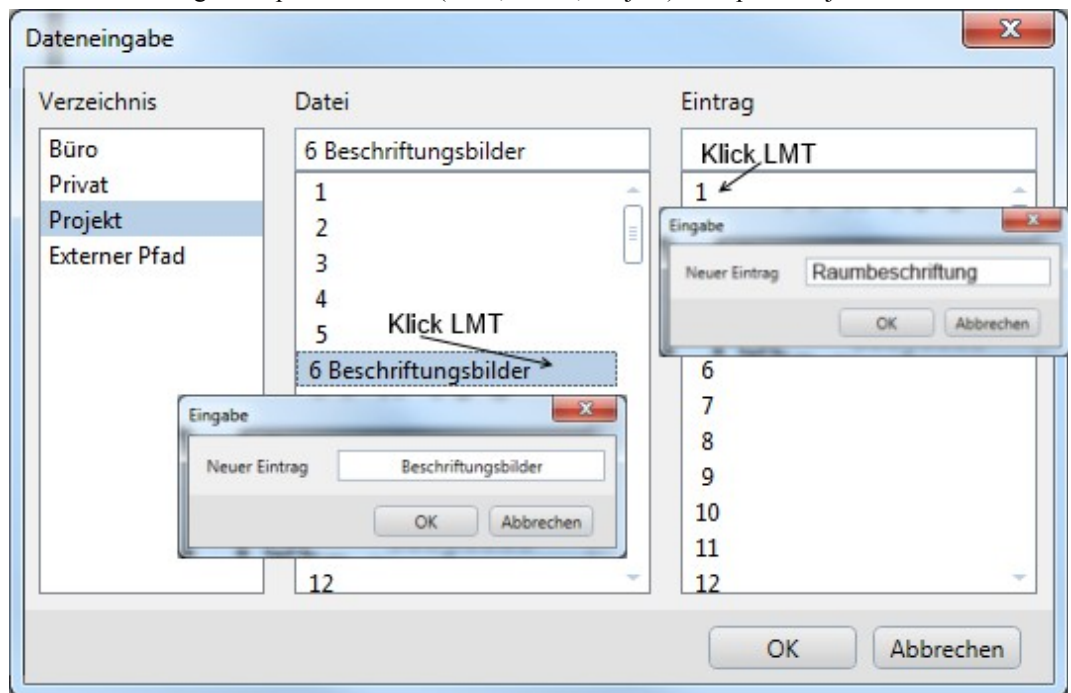 Dateneingabe
Verzeichnis
Büro
Privat
Projekt
Externer Pfad
Datei
6 Beschriftungsbilder
1
2
3
4
5 Klick LMT
6 Beschriftungsbilder
Eingabe
Neuer Eintrag Beschriftungsbilder
OK Abbrechen
12
Eintrag
Klick LMT
1
Eingabe
Neuer Eintrag Raumbeschriftung
OK Abbrechen
6
7
8
9
10
11
12
OK Abbrechen